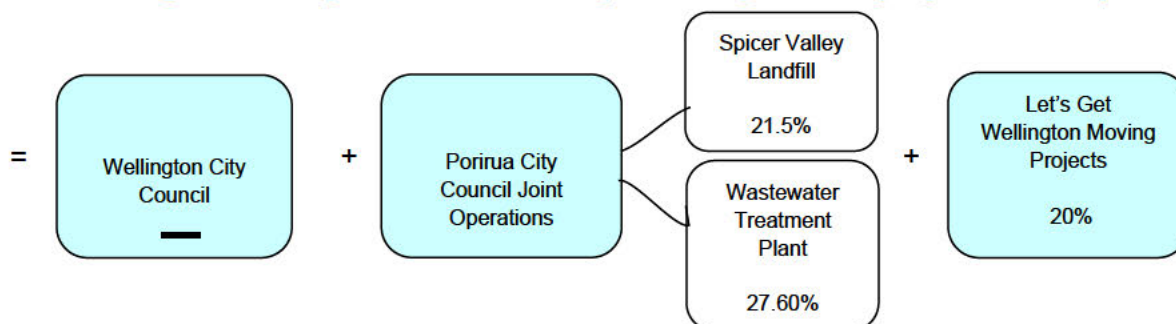 =
Wellington City
Council
+
Porirua City
Council Joint
Operations
Spicer Valley
Landfill
21.5%
Wastewater
Treatment
Plant
27.60%
+
Let's Get
Wellington Moving
Projects
20%